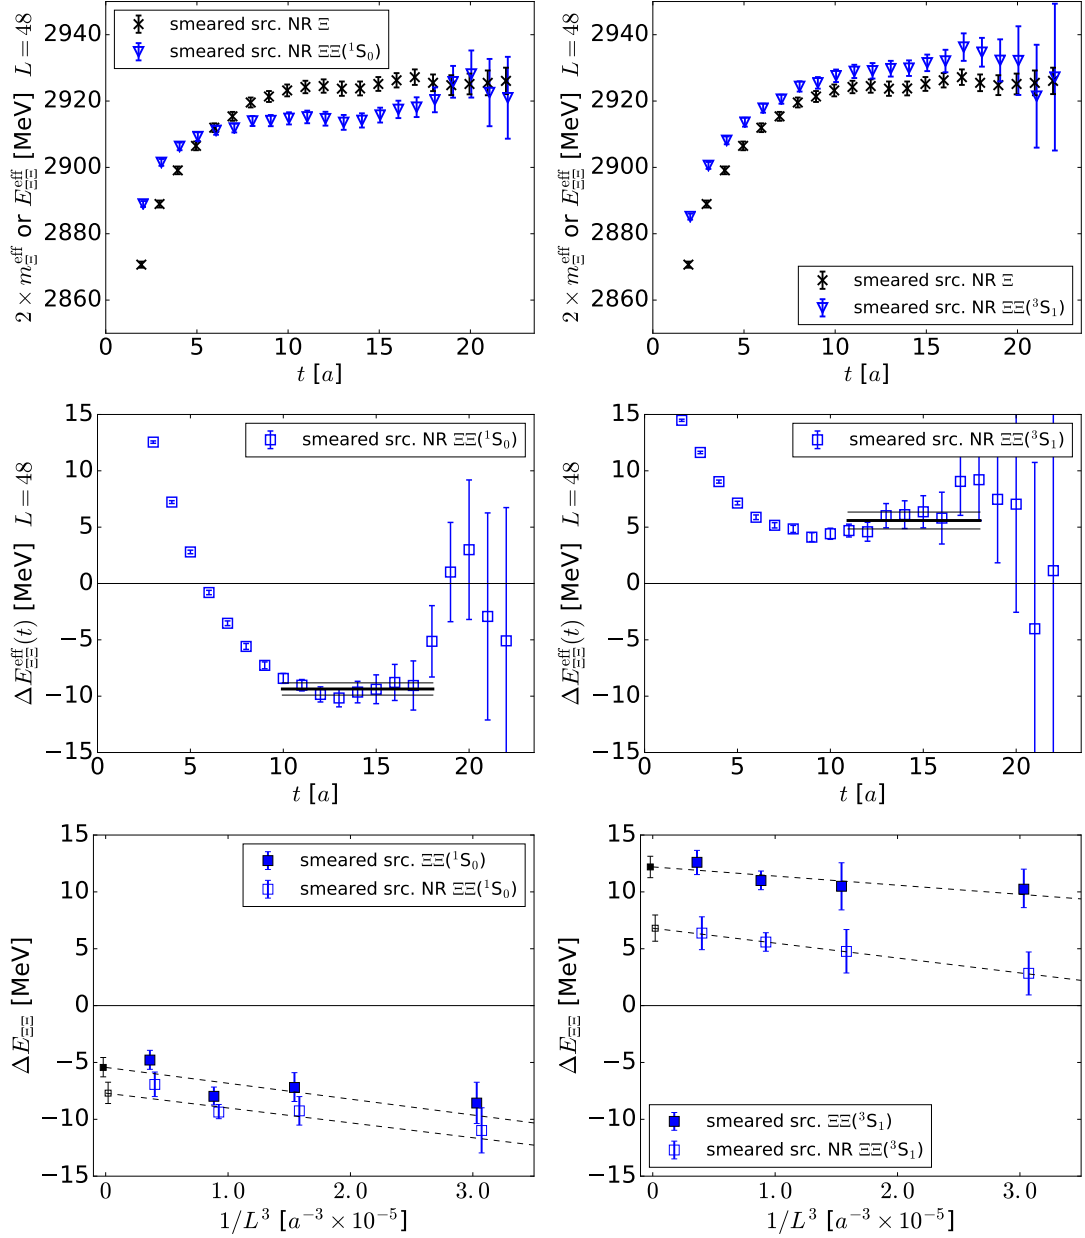 2940
2920
2900
2880
2860
2 × m_Ξ^eff or E_ΞΞ^eff [MeV] L = 48
smeared src. NR Ξ
smeared src. NR ΞΞ(¹S₀)
0 5 10 15 20
t [a]
2940
2920
2900
2880
2860
2 × m_Ξ^eff or E_ΞΞ^eff [MeV] L = 48
smeared src. NR Ξ
smeared src. NR ΞΞ(³S₁)
0 5 10 15 20
t [a]
15
10
5
0
−5
−10
−15
ΔE_ΞΞ^eff(t) [MeV] L = 48
smeared src. NR ΞΞ(¹S₀)
0 5 10 15 20
t [a]
15
10
5
0
−5
−10
−15
ΔE_ΞΞ^eff(t) [MeV] L = 48
smeared src. NR ΞΞ(³S₁)
0 5 10 15 20
t [a]
15
10
5
0
−5
−10
−15
ΔE_ΞΞ [MeV]
smeared src. ΞΞ(¹S₀)
smeared src. NR ΞΞ(¹S₀)
0 1.0 2.0 3.0
1/L³ [a⁻³ × 10⁻⁵]
15
10
5
0
−5
−10
−15
ΔE_ΞΞ [MeV]
smeared src. ΞΞ(³S₁)
smeared src. NR ΞΞ(³S₁)
0 1.0 2.0 3.0
1/L³ [a⁻³ × 10⁻⁵]